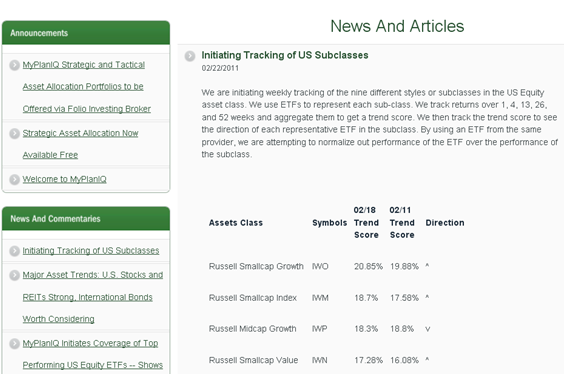 News And Articles
Announcements
MyPlanIQ Strategic and Tactical
Asset Allocation Portfolios to be
Offered via Folio Investing Broker
Strategic Asset Allocation Now
Available Free
Welcome to MyPlanIQ
News And Commentaries
Initiating Tracking of US Subclasses
Major Asset Trends: U.S. Stocks and
REITs Strong, International Bonds
Worth Considering
MyPlanIQ Initiates Coverage of Top
Performing US Equity ETFs -- Shows
Initiating Tracking of US Subclasses
02/22/2011
We are initiating weekly tracking of the nine different styles or subclasses in the US Equity
asset class. We use ETFs to represent each sub-class. We track returns over 1, 4, 13, 26,
and 52 weeks and aggregate them to get a trend score. We then track the trend score to see
the direction of each representative ETF in the subclass. By using an ETF from the same
provider, we are attempting to normalize out performance of the ETF over the performance of
the subclass.
02/18 02/11
Assets Class Symbols Trend Trend Direction
Score Score
Russell Smallcap Growth IWO 20.85% 19.88% ^
Russell Smallcap Index IWM 18.7% 17.58% ^
Russell Midcap Growth IWP 18.3% 18.8% v
Russell Smallcap Value IWN 17.28% 16.08% ^